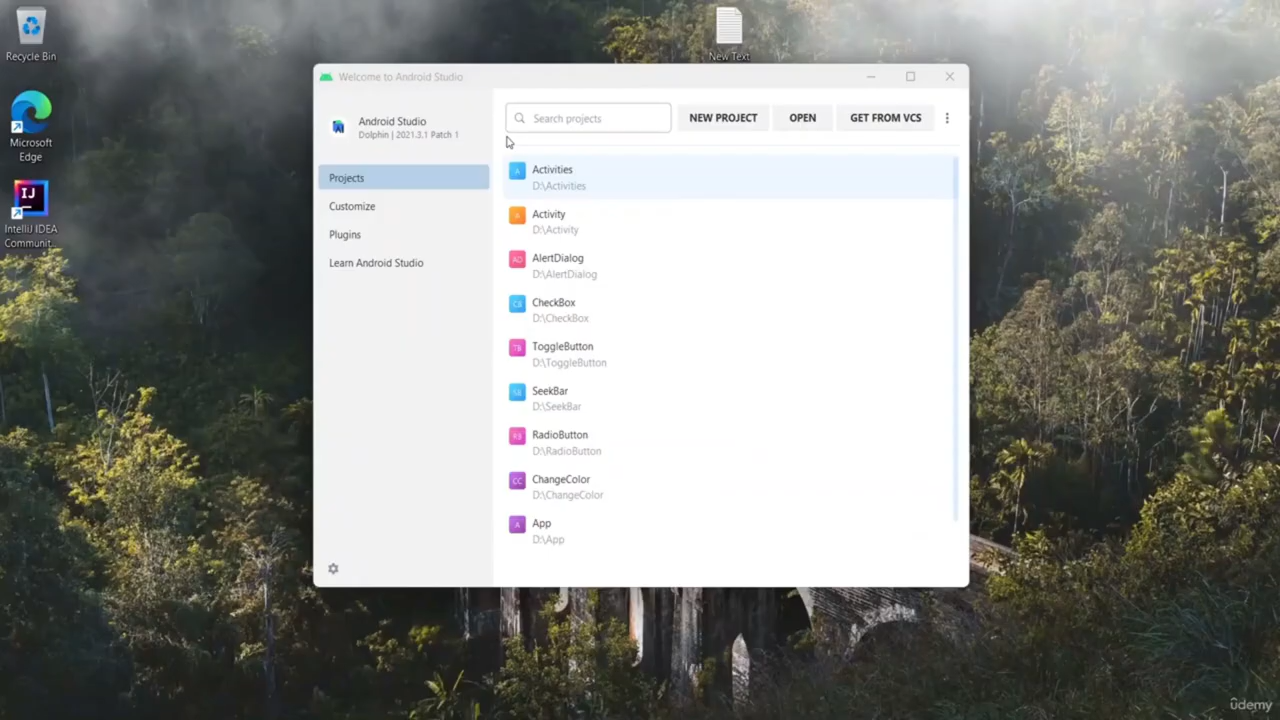 Recycle Bin
New Text
Microsoft
Edge
IJ
IntelliJ IDEA
Communit...
Welcome to Android Studio
Android Studio
Dolphin | 2021.3.1 Patch 1
Projects
Customize
Plugins
Learn Android Studio
Search projects
NEW PROJECT
OPEN
GET FROM VCS
A
Activities
D:\Activities
A
Activity
D:\Activity
AD
AlertDialog
D:\AlertDialog
CB
CheckBox
D:\CheckBox
TB
ToggleButton
D:\ToggleButton
SB
SeekBar
D:\SeekBar
RB
RadioButton
D:\RadioButton
CC
ChangeColor
D:\ChangeColor
A
App
D:\App
ûdemy